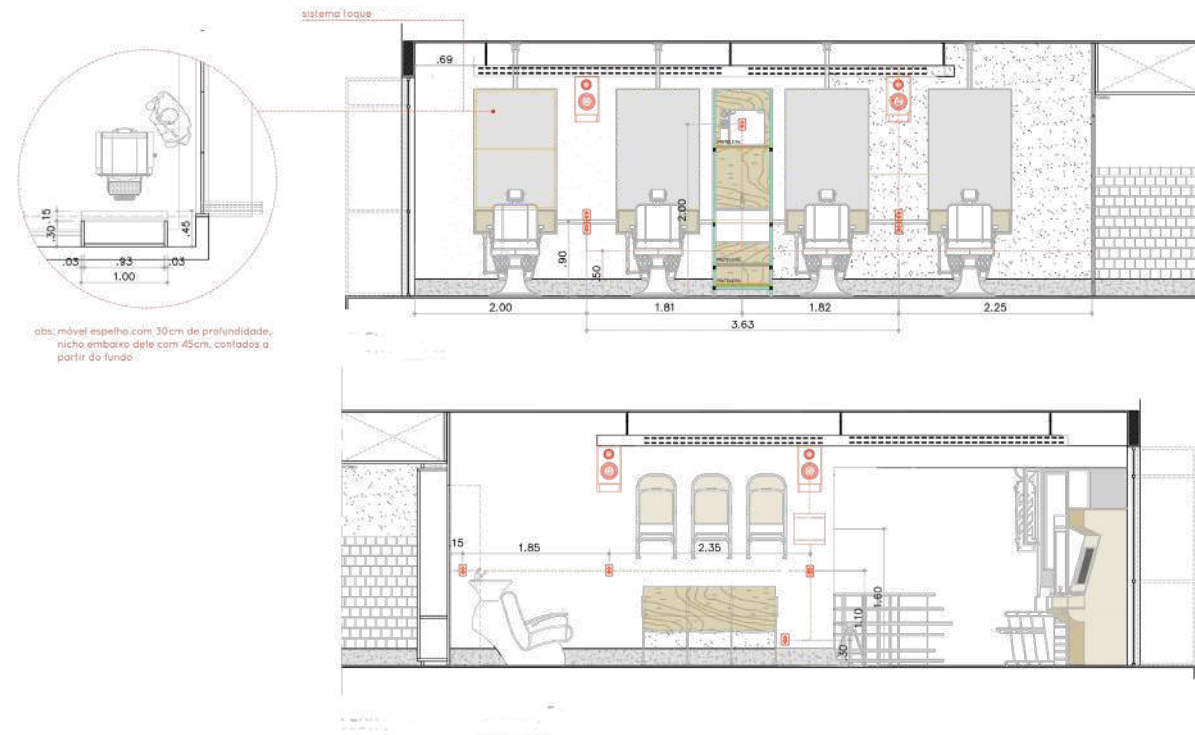 sistema toque
.69
2.00
.90
.50
.30 .15
.45
.03 .93 .03
1.00
2.00 1.81 1.82 2.25
3.63
obs: móvel espelho com 30cm de profundidade,
nicho embaixo dele com 45cm, contados a
partir do fundo
15 1.85 2.35
1.60
1.10
.30